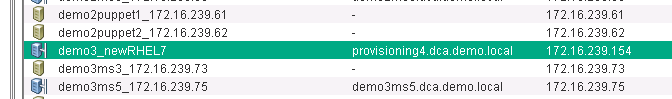 demo2puppet1_172.16.239.61 - 172.16.239.61
demo2puppet2_172.16.239.62 - 172.16.239.62
demo3_newRHEL7 provisioning4.dca.demo.local 172.16.239.154
demo3ms3_172.16.239.73 - 172.16.239.73
demo3ms5_172.16.239.75 demo3ms5.dca.demo.local 172.16.239.75